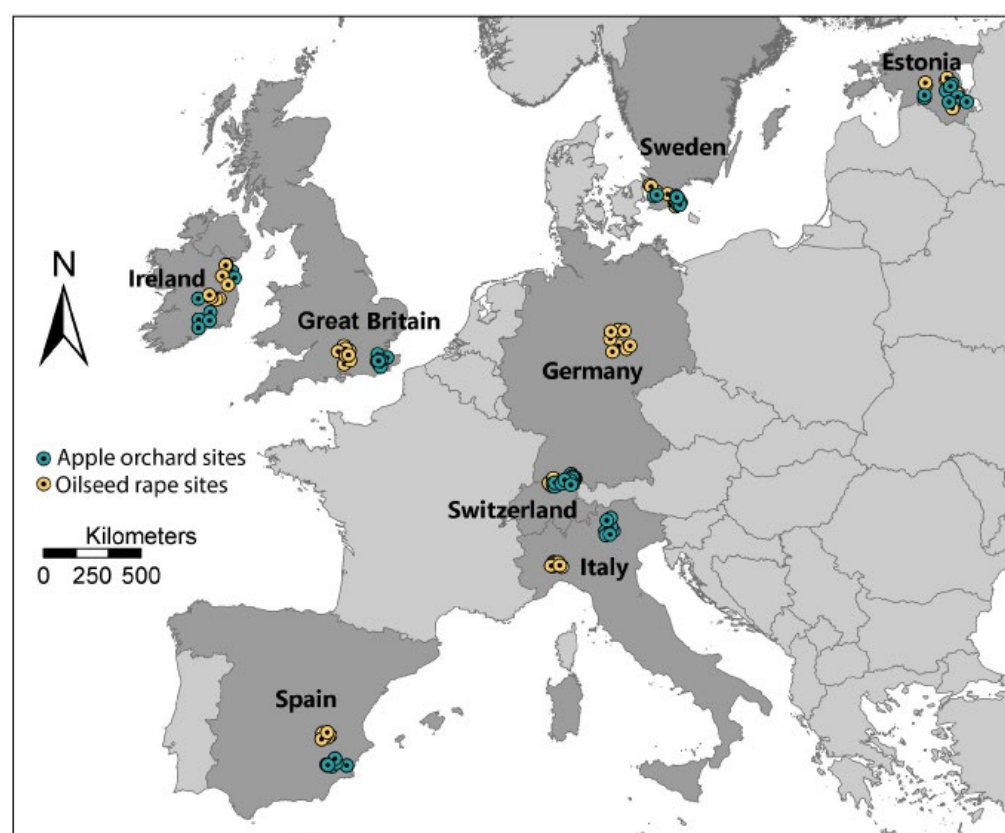 Estonia
Sweden
N
Ireland
Great Britain
Germany
Apple orchard sites
Oilseed rape sites
Switzerland
Kilometers
0 250 500
Italy
Spain